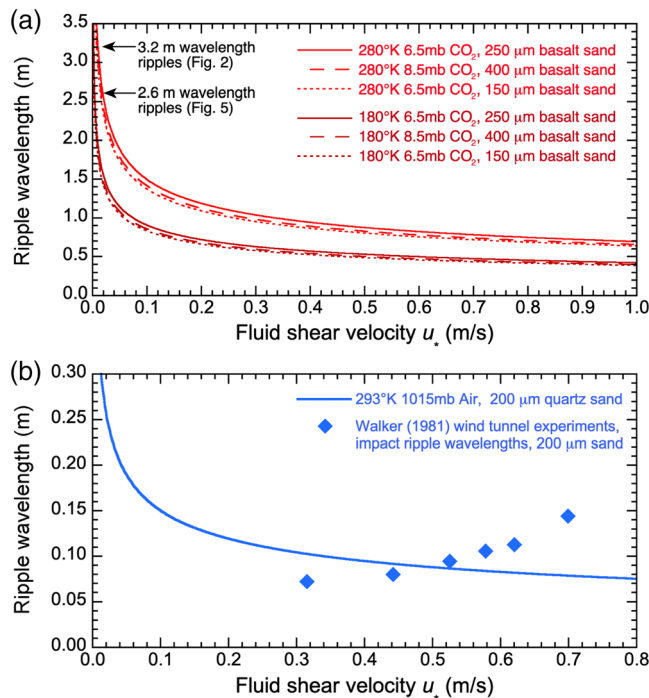 (a)
3.5
3.0
2.5
2.0
1.5
1.0
0.5
0.0
Ripple wavelength (m)
3.2 m wavelength
ripples (Fig. 2)
2.6 m wavelength
ripples (Fig. 5)
280°K 6.5mb CO₂, 250 μm basalt sand
280°K 8.5mb CO₂, 400 μm basalt sand
280°K 6.5mb CO₂, 150 μm basalt sand
180°K 6.5mb CO₂, 250 μm basalt sand
180°K 8.5mb CO₂, 400 μm basalt sand
180°K 6.5mb CO₂, 150 μm basalt sand
0.0 0.1 0.2 0.3 0.4 0.5 0.6 0.7 0.8 0.9 1.0
Fluid shear velocity u* (m/s)
(b)
0.30
0.25
0.20
0.15
0.10
0.05
0.00
Ripple wavelength (m)
293°K 1015mb Air, 200 μm quartz sand
Walker (1981) wind tunnel experiments,
impact ripple wavelengths, 200 μm sand
0.0 0.1 0.2 0.3 0.4 0.5 0.6 0.7 0.8
Fluid shear velocity u* (m/s)